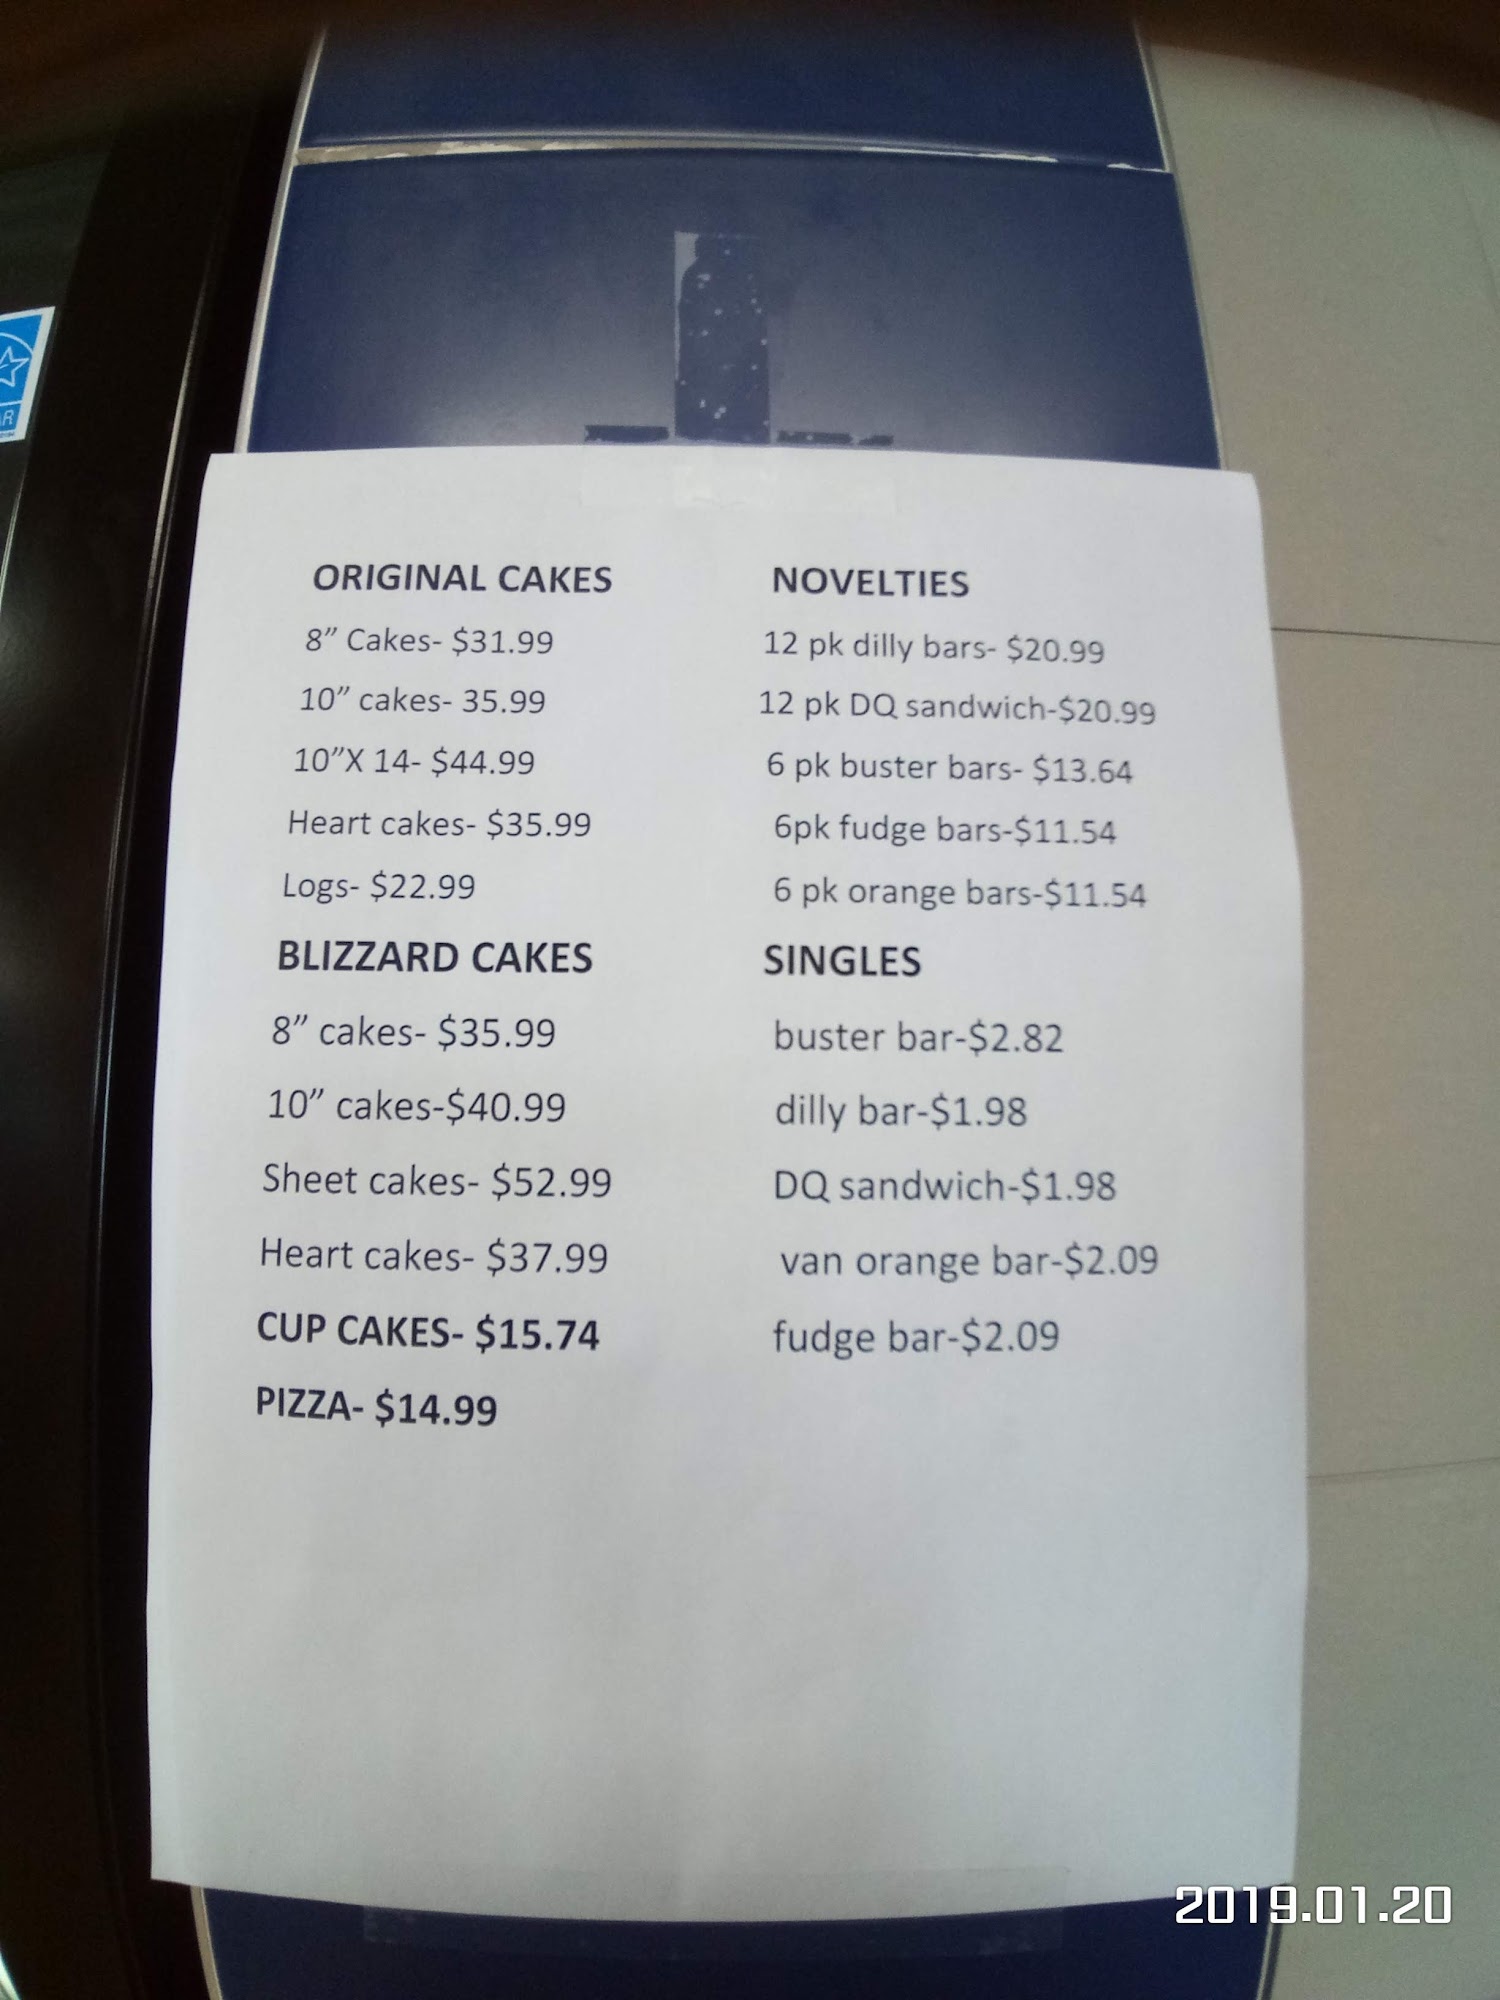 ORIGINAL CAKES
8” Cakes- $31.99
10” cakes- 35.99
10”X 14- $44.99
Heart cakes- $35.99
Logs- $22.99
BLIZZARD CAKES
8” cakes- $35.99
10” cakes-$40.99
Sheet cakes- $52.99
Heart cakes- $37.99
CUP CAKES- $15.74
PIZZA- $14.99
NOVELTIES
12 pk dilly bars- $20.99
12 pk DQ sandwich-$20.99
6 pk buster bars- $13.64
6pk fudge bars-$11.54
6 pk orange bars-$11.54
SINGLES
buster bar-$2.82
dilly bar-$1.98
DQ sandwich-$1.98
van orange bar-$2.09
fudge bar-$2.09
2019.01.20